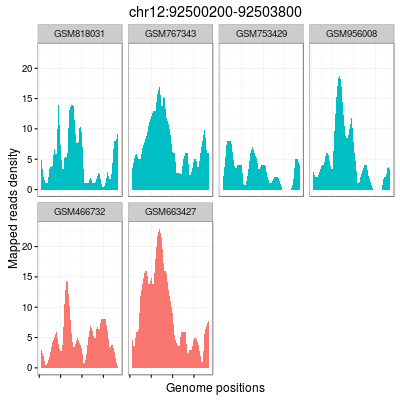 chr12:92500200-92503800
GSM818031 GSM767343 GSM753429 GSM956008
20
15
10
5
0
Mapped reads density
GSM466732 GSM663427
20
15
10
5
0
Genome positions